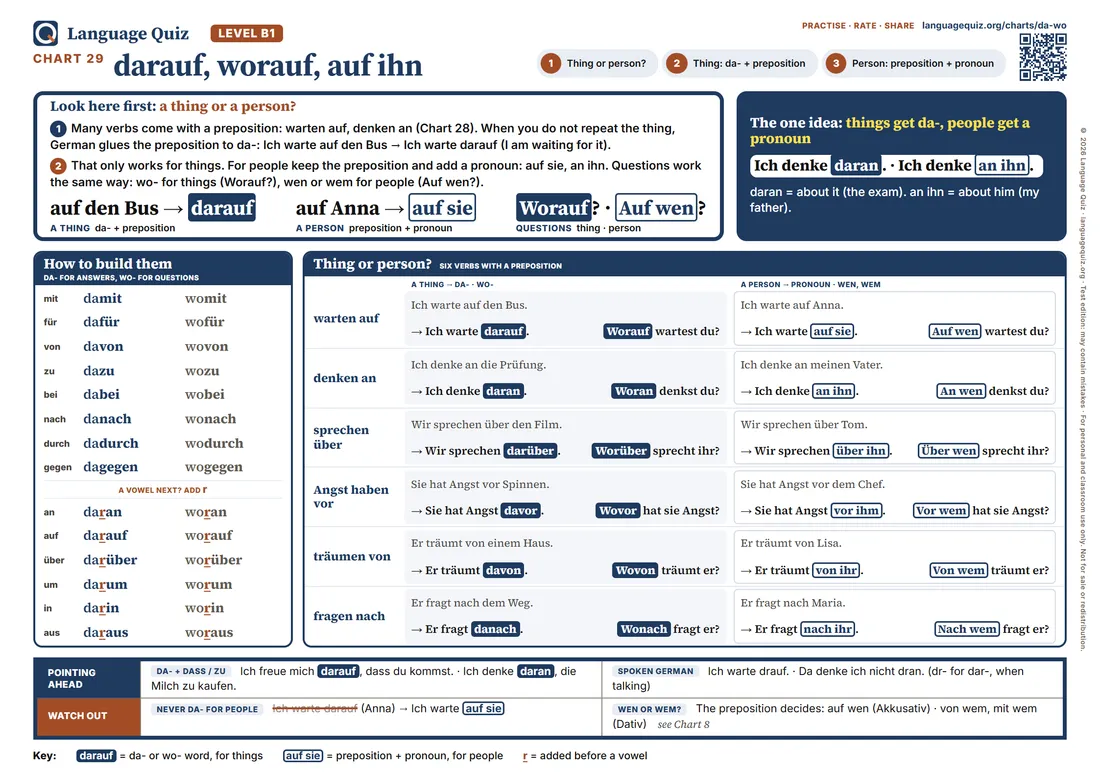 Language Quiz LEVEL B1
PRACTISE · RATE · SHARE languagequiz.org/charts/da-wo
CHART 29 darauf, worauf, auf ihn
1 Thing or person? 2 Thing: da- + preposition 3 Person: preposition + pronoun
Look here first: a thing or a person?
1 Many verbs come with a preposition: warten auf, denken an (Chart 28). When you do not repeat the thing,
German glues the preposition to da-: Ich warte auf den Bus → Ich warte darauf (I am waiting for it).
2 That only works for things. For people keep the preposition and add a pronoun: auf sie, an ihn. Questions work
the same way: wo- for things (Worauf?), wen or wem for people (Auf wen?).
auf den Bus → darauf auf Anna → auf sie Worauf? · Auf wen?
A THING da- + preposition A PERSON preposition + pronoun QUESTIONS thing · person
The one idea: things get da-, people get a
pronoun
Ich denke daran. · Ich denke an ihn.
daran = about it (the exam). an ihn = about him (my
father).
How to build them
DA- FOR ANSWERS, WO- FOR QUESTIONS
mit damit womit
für dafür wofür
von davon wovon
zu dazu wozu
bei dabei wobei
nach danach wonach
durch dadurch wodurch
gegen dagegen wogegen
A VOWEL NEXT? ADD r
an daran woran
auf darauf worauf
über darüber worüber
um darum worum
in darin worin
aus daraus woraus
Thing or person? SIX VERBS WITH A PREPOSITION
A THING → DA- · WO- A PERSON → PRONOUN · WEN, WEM
warten auf
Ich warte auf den Bus.
→ Ich warte darauf. Worauf wartest du?
Ich warte auf Anna.
→ Ich warte auf sie. Auf wen wartest du?
denken an
Ich denke an die Prüfung.
→ Ich denke daran. Woran denkst du?
Ich denke an meinen Vater.
→ Ich denke an ihn. An wen denkst du?
sprechen
über
Wir sprechen über den Film.
→ Wir sprechen darüber. Worüber sprecht ihr?
Wir sprechen über Tom.
→ Wir sprechen über ihn. Über wen sprecht ihr?
Angst haben
vor
Sie hat Angst vor Spinnen.
→ Sie hat Angst davor. Wovor hat sie Angst?
Sie hat Angst vor dem Chef.
→ Sie hat Angst vor ihm. Vor wem hat sie Angst?
träumen von
Er träumt von einem Haus.
→ Er träumt davon. Wovon träumt er?
Er träumt von Lisa.
→ Er träumt von ihr. Von wem träumt er?
fragen nach
Er fragt nach dem Weg.
→ Er fragt danach. Wonach fragt er?
Er fragt nach Maria.
→ Er fragt nach ihr. Nach wem fragt er?
POINTING
AHEAD
DA- + DASS / ZU Ich freue mich darauf, dass du kommst. · Ich denke daran, die
Milch zu kaufen.
SPOKEN GERMAN Ich warte drauf. · Da denke ich nicht dran. (dr- for dar-, when
talking)
WATCH OUT
NEVER DA- FOR PEOPLE Ich warte darauf (Anna) → Ich warte auf sie
WEN OR WEM? The preposition decides: auf wen (Akkusativ) · von wem, mit wem
(Dativ) see Chart 8
Key: darauf = da- or wo- word, for things auf sie = preposition + pronoun, for people r = added before a vowel
© 2026 Language Quiz · languagequiz.org · Test edition: may contain mistakes · For personal and classroom use only. Not for sale or redistribution.